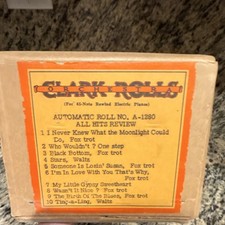 CLARK ROLLS
ORCHESTRA
(For 65-Note Rewind Electric Pianos)
AUTOMATIC ROLL NO. A-1280
ALL HITS REVIEW
1 I Never Knew What the Moonlight Could
Do, Fox trot
2 Who Wouldn't? One step
3 Black Bottom, Fox trot
4 Stars, Waltz
5 Someone Is Losin' Susan, Fox trot
6 I'm In Love With You That's Why,
Fox trot
7 My Little Gypsy Sweetheart
8 Wasn't It Nice? Fox trot
9 The Birth Of the Blues, Fox trot
10 Ting-a-Ling, Waltz